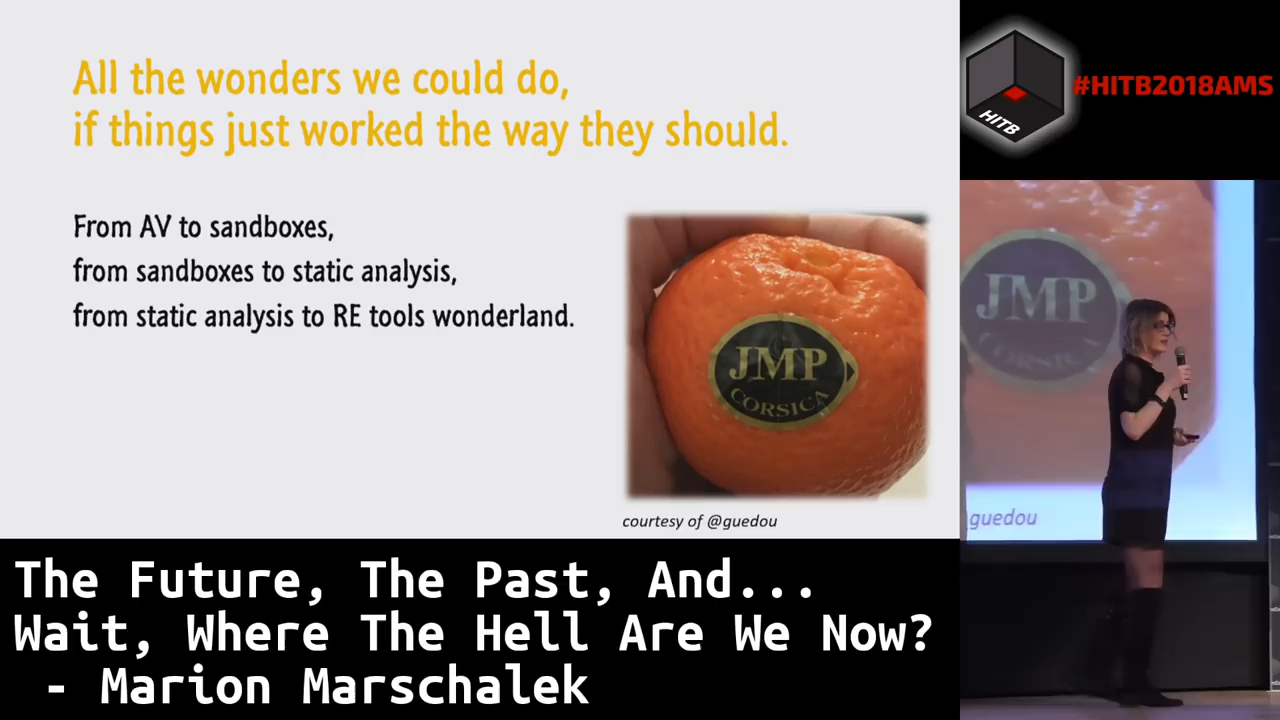 All the wonders we could do,
if things just worked the way they should.
From AV to sandboxes,
from sandboxes to static analysis,
from static analysis to RE tools wonderland.
JMP
CORSICA
courtesy of @guedou
HITB
#HITB2018AMS
JMP
CORSICA
guedou
The Future, The Past, And...
Wait, Where The Hell Are We Now?
- Marion Marschalek